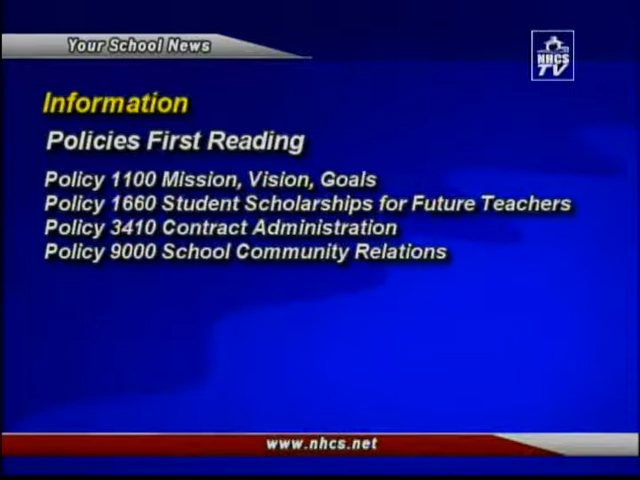 Your School News
NHCS
TV
Information
Policies First Reading
Policy 1100 Mission, Vision, Goals
Policy 1660 Student Scholarships for Future Teachers
Policy 3410 Contract Administration
Policy 9000 School Community Relations
www.nhcs.net